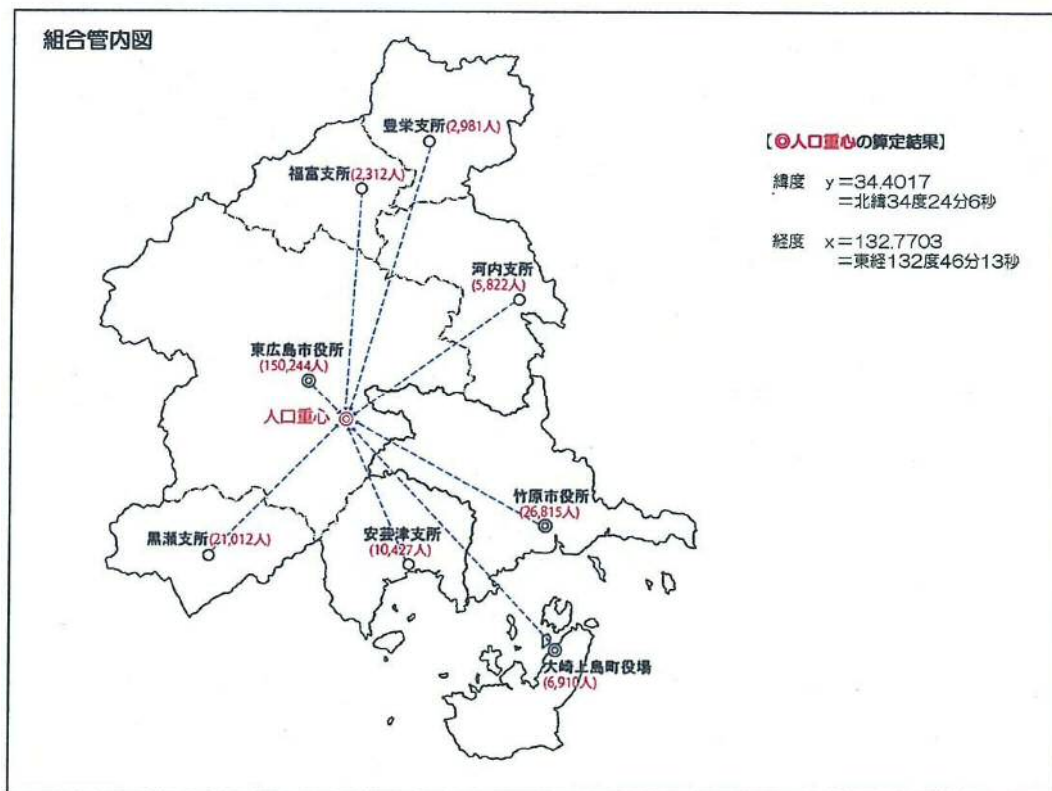 組合管内図
豊栄支所(2,981人)
福富支所(2,312人)
【◎人口重心の算定結果】
緯度 y＝34.4017
＝北緯34度24分6秒
経度 x＝132.7703
＝東経132度46分13秒
河内支所
(5,822人)
東広島市役所
(150,244人)
人口重心
竹原市役所
(26,815人)
黒瀬支所(21,012人)
安芸津支所
(10,427人)
大崎上島町役場
(6,910人)